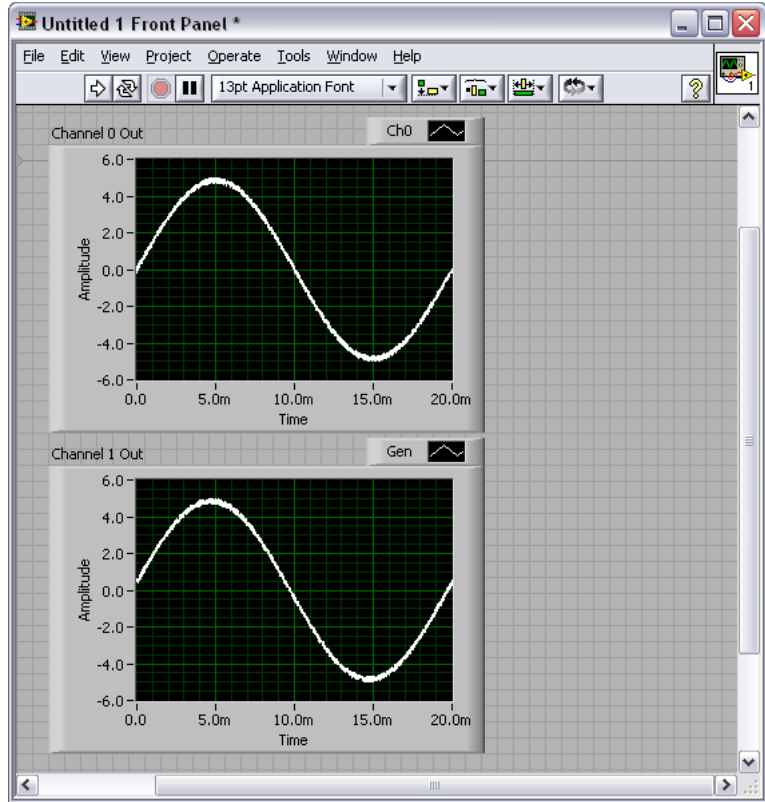 Untitled 1 Front Panel *
File Edit View Project Operate Tools Window Help
13pt Application Font
?
1
Channel 0 Out
Ch0
6.0
4.0
2.0
0.0
-2.0
-4.0
-6.0
Amplitude
0.0 5.0m 10.0m 15.0m 20.0m
Time
Channel 1 Out
Gen
6.0
4.0
2.0
0.0
-2.0
-4.0
-6.0
Amplitude
0.0 5.0m 10.0m 15.0m 20.0m
Time